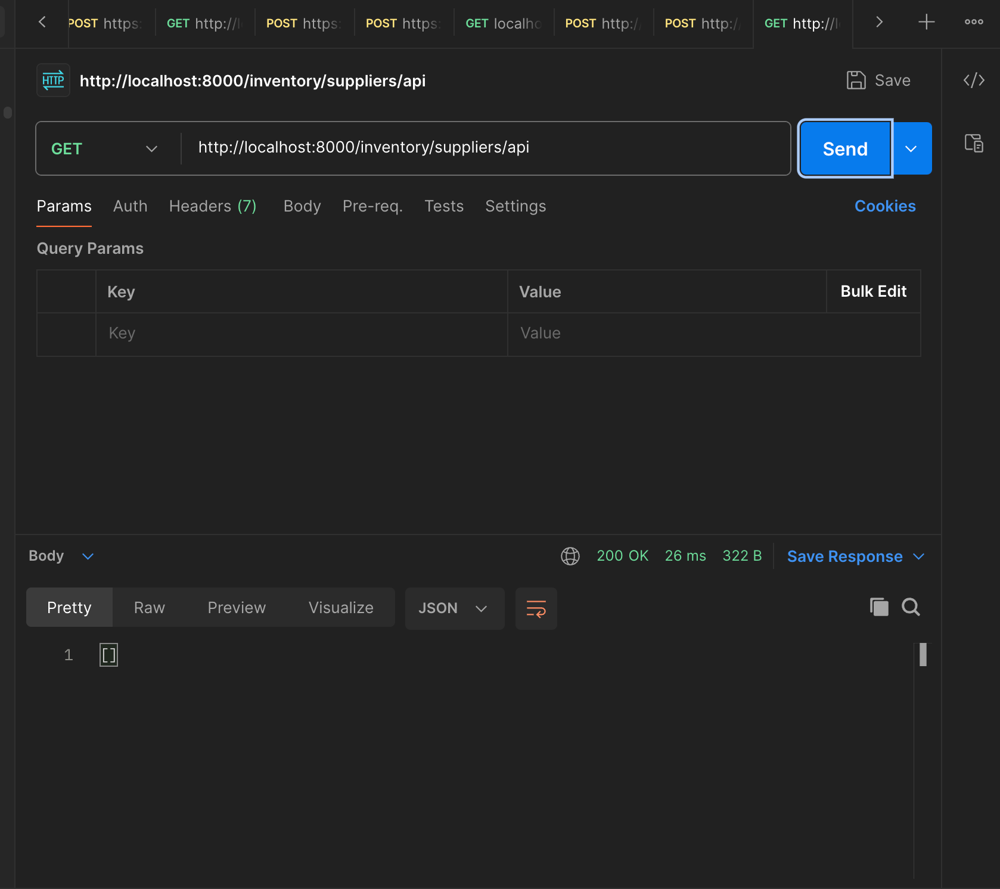 POST https:
GET http://l
POST https:
POST https:
GET localho
POST http:/
POST http:/
GET http://l
HTTP
http://localhost:8000/inventory/suppliers/api
Save
GET
http://localhost:8000/inventory/suppliers/api
Send
Params
Auth
Headers (7)
Body
Pre-req.
Tests
Settings
Cookies
Query Params
Key
Value
Bulk Edit
Key
Value
Body
200 OK
26 ms
322 B
Save Response
Pretty
Raw
Preview
Visualize
JSON
1 []